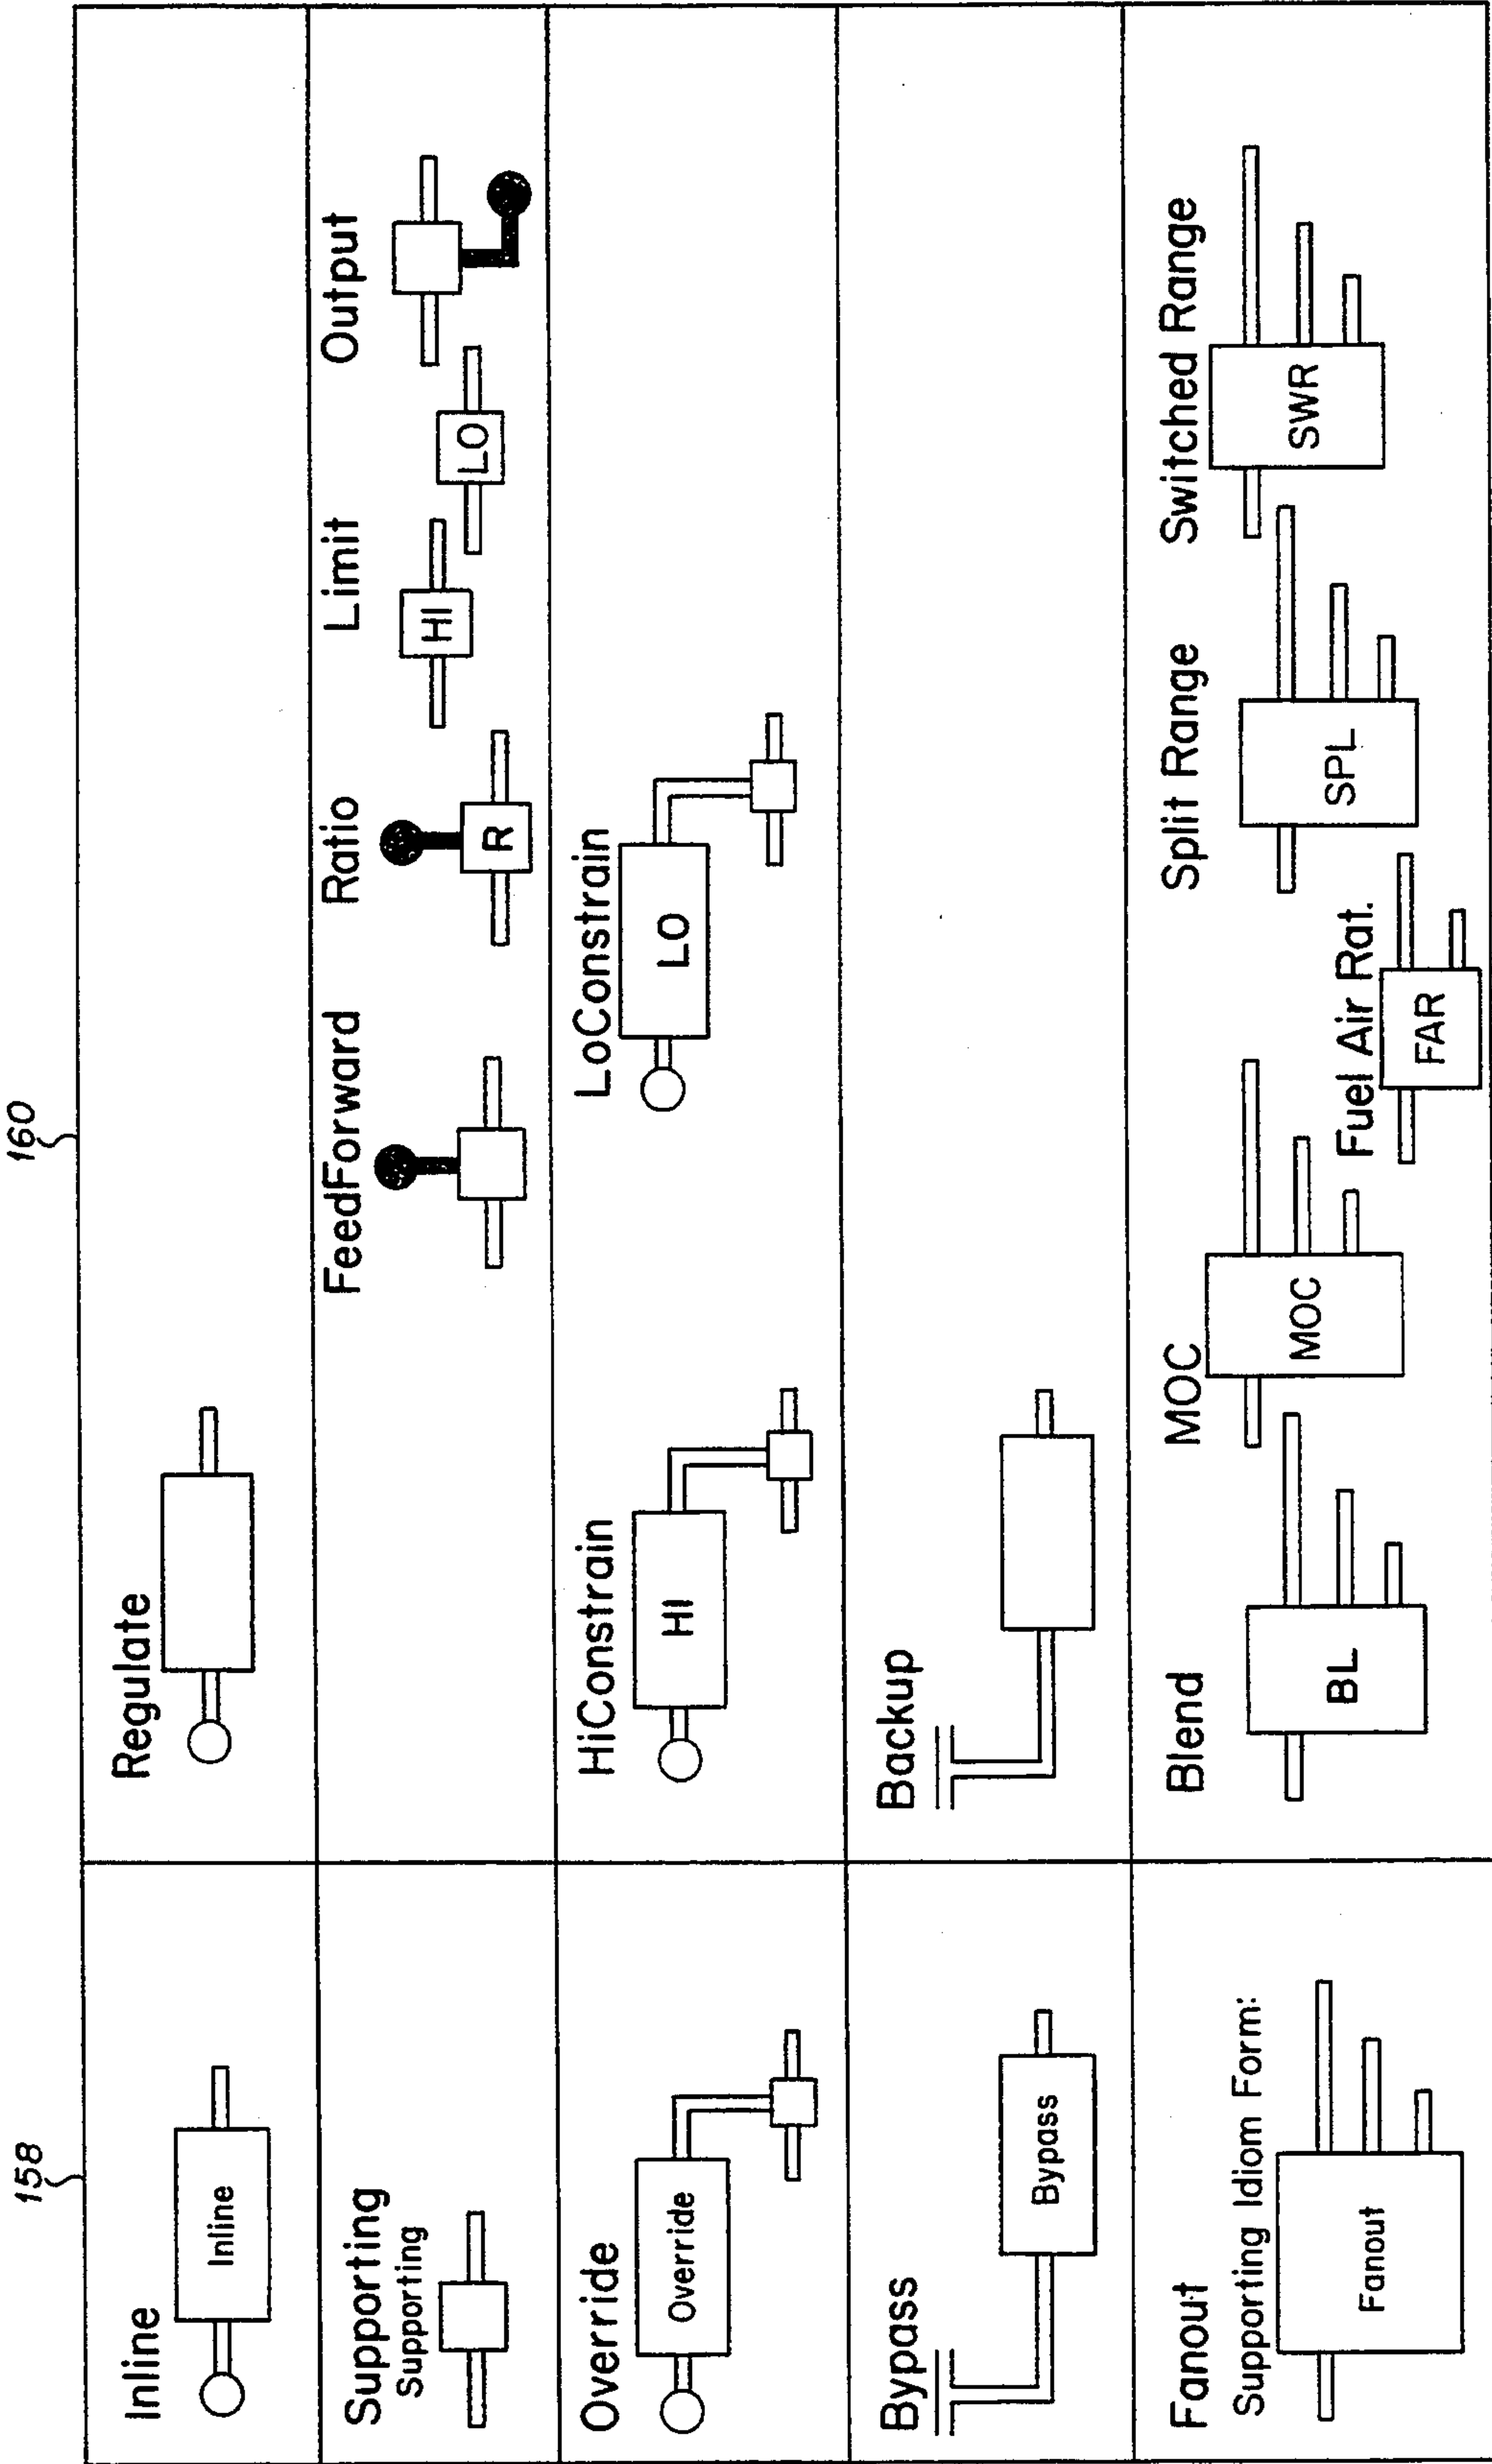 158
160
Inline
Inline
Regulate
Supporting
Supporting
FeedForward
Ratio
R
Limit
HI
LO
Output
Override
Override
HiConstrain
HI
LoConstrain
LO
Bypass
Bypass
Backup
Fanout
Supporting Idiom Form:
Fanout
Blend
BL
MOC
MOC
Fuel Air Rat.
FAR
Split Range
SPL
Switched Range
SWR